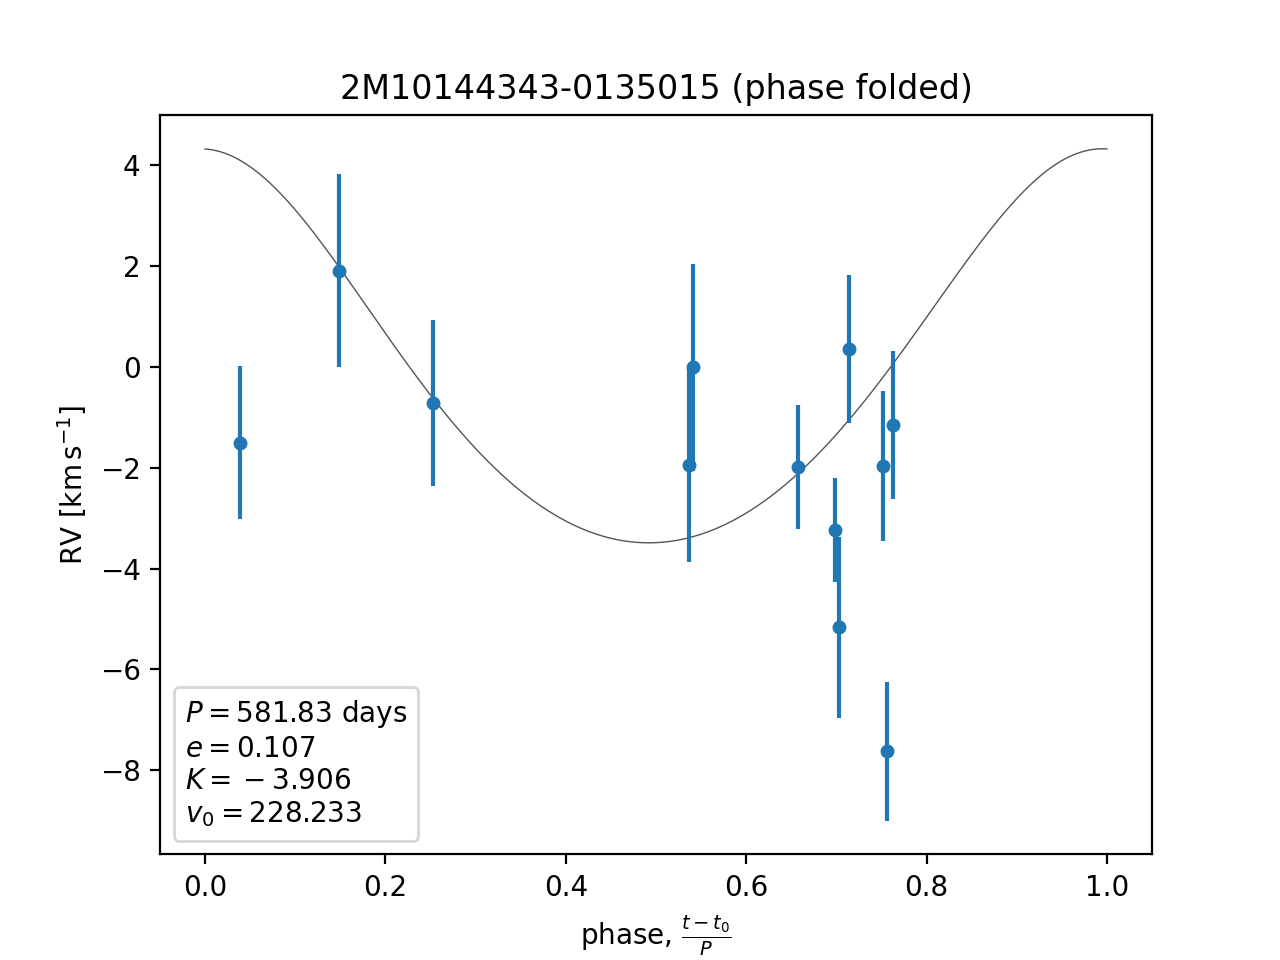 2M10144343-0135015 (phase folded)
4
2
0
−2
−4
−6
−8
RV [km s⁻¹]
P = 581.83 days
e = 0.107
K = − 3.906
v₀ = 228.233
0.0 0.2 0.4 0.6 0.8 1.0
phase, (t − t₀)/P